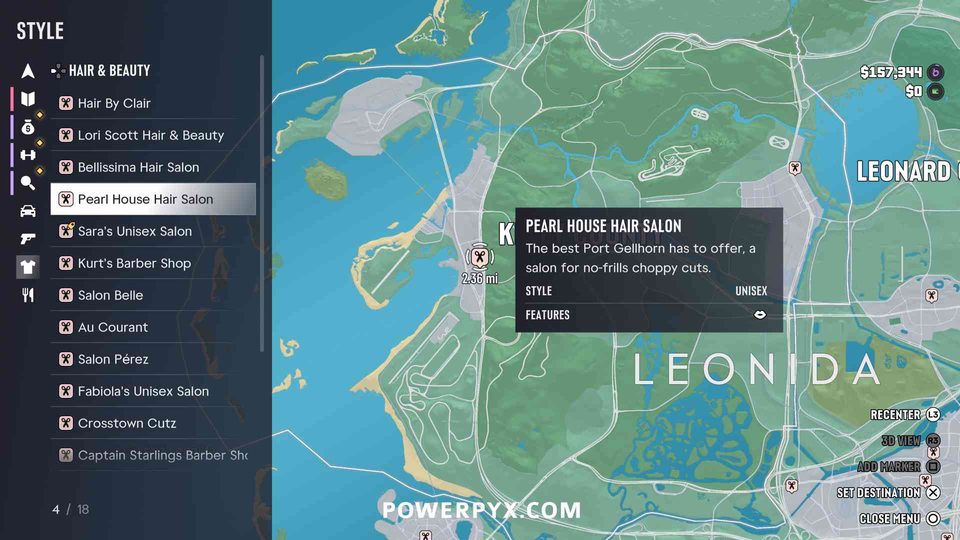 STYLE
HAIR & BEAUTY
Hair By Clair
Lori Scott Hair & Beauty
Bellissima Hair Salon
Pearl House Hair Salon
Sara's Unisex Salon
Kurt's Barber Shop
Salon Belle
Au Courant
Salon Pérez
Fabiola's Unisex Salon
Crosstown Cutz
Captain Starlings Barber Sho
4 / 18
$157,344
$0
LEONARD
K
2.36 mi
PEARL HOUSE HAIR SALON
The best Port Gellhorn has to offer, a
salon for no-frills choppy cuts.
STYLE UNISEX
FEATURES
LEONIDA
RECENTER L3
3D VIEW R3
ADD MARKER
SET DESTINATION
CLOSE MENU
POWERPYX.COM